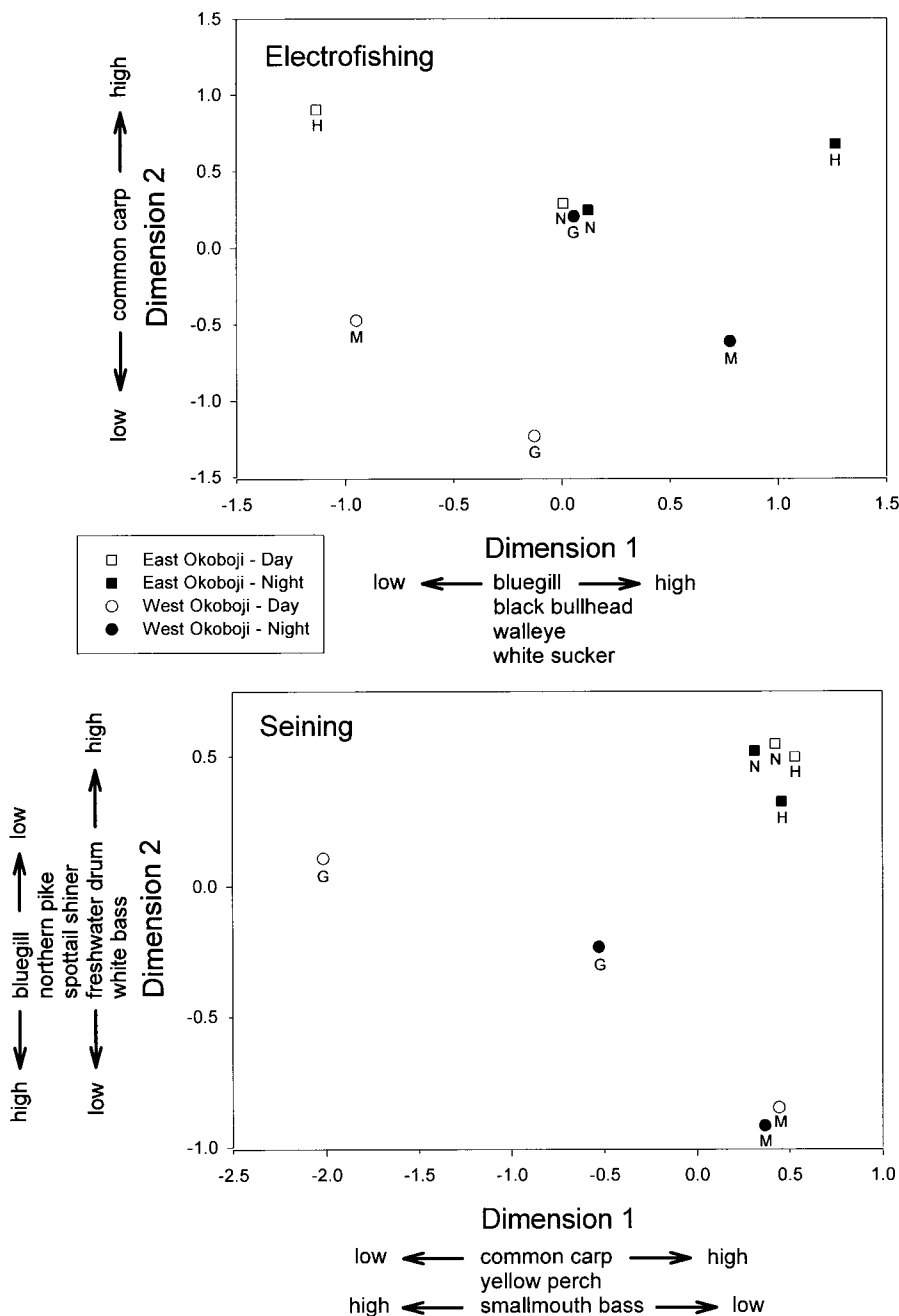 Electrofishing
1.5
1.0
0.5
0.0
-0.5
-1.0
-1.5
low common carp high
Dimension 2
H
H
N
G
N
M
M
G
-1.5
-1.0
-0.5
0.0
0.5
1.0
1.5
Dimension 1
low bluegill high
black bullhead
walleye
white sucker
East Okoboji - Day
East Okoboji - Night
West Okoboji - Day
West Okoboji - Night
Seining
0.5
0.0
-0.5
-1.0
high bluegill low
northern pike
spottail shiner
low freshwater drum high
white bass
Dimension 2
N
N
H
H
G
G
M
M
-2.5
-2.0
-1.5
-1.0
-0.5
0.0
0.5
1.0
Dimension 1
low common carp high
yellow perch
high smallmouth bass low